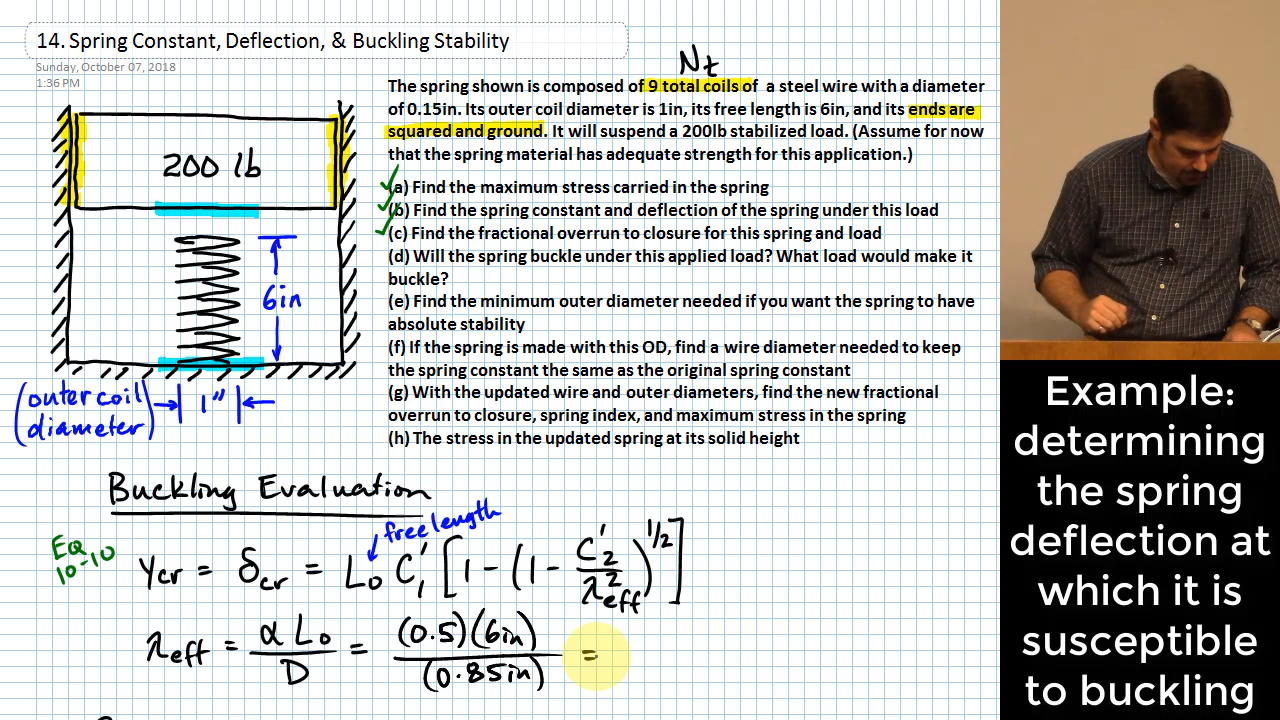 14. Spring Constant, Deflection, & Buckling Stability
Sunday, October 07, 2018
1:36 PM
Nt
The spring shown is composed of 9 total coils of a steel wire with a diameter
of 0.15in. Its outer coil diameter is 1in, its free length is 6in, and its ends are
squared and ground. It will suspend a 200lb stabilized load. (Assume for now
that the spring material has adequate strength for this application.)
(a) Find the maximum stress carried in the spring
(b) Find the spring constant and deflection of the spring under this load
(c) Find the fractional overrun to closure for this spring and load
(d) Will the spring buckle under this applied load? What load would make it
buckle?
(e) Find the minimum outer diameter needed if you want the spring to have
absolute stability
(f) If the spring is made with this OD, find a wire diameter needed to keep
the spring constant the same as the original spring constant
(g) With the updated wire and outer diameters, find the new fractional
overrun to closure, spring index, and maximum stress in the spring
(h) The stress in the updated spring at its solid height
200 lb
6in
(outer coil
diameter)
1"
Buckling Evaluation
free length
EQ
10-10
ycr = δcr = L₀ C₁' [1 - (1 - C₂'/λ²eff)^1/2]
λeff = α L₀/D = (0.5)(6in)/(0.85in) =
Example:
determining
the spring
deflection at
which it is
susceptible
to buckling